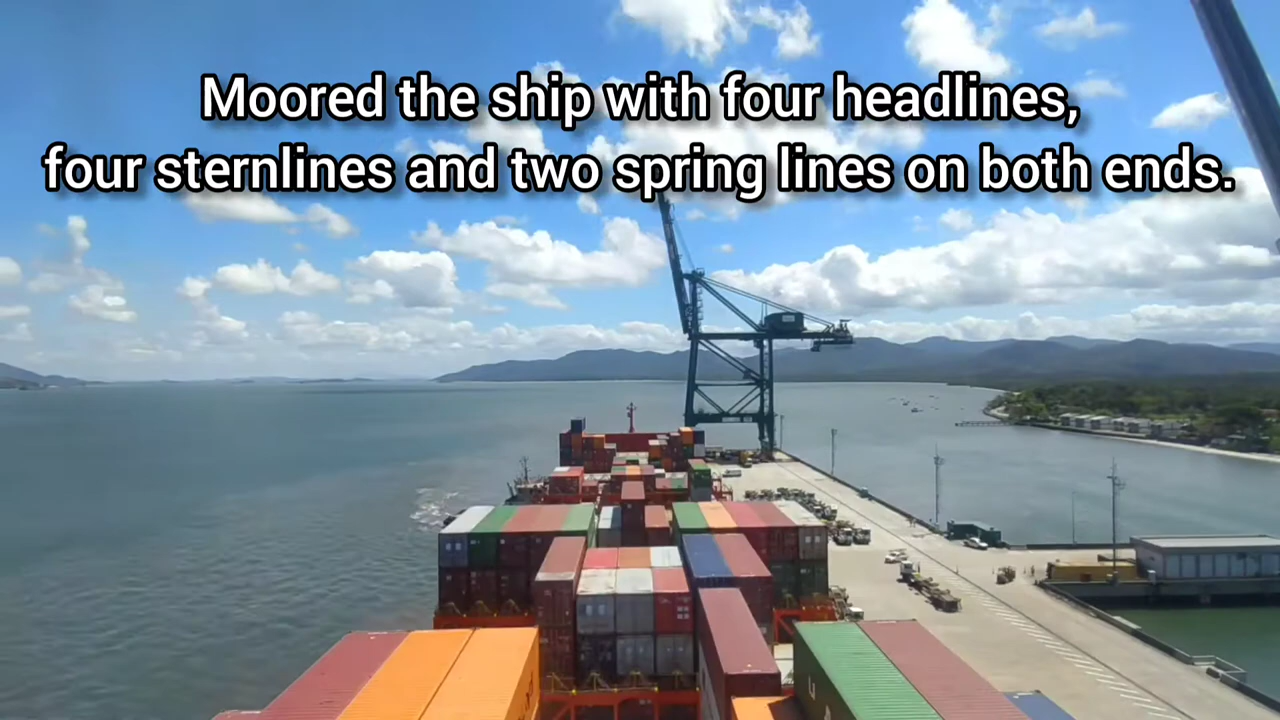 Moored the ship with four headlines,
four sternlines and two spring lines on both ends.